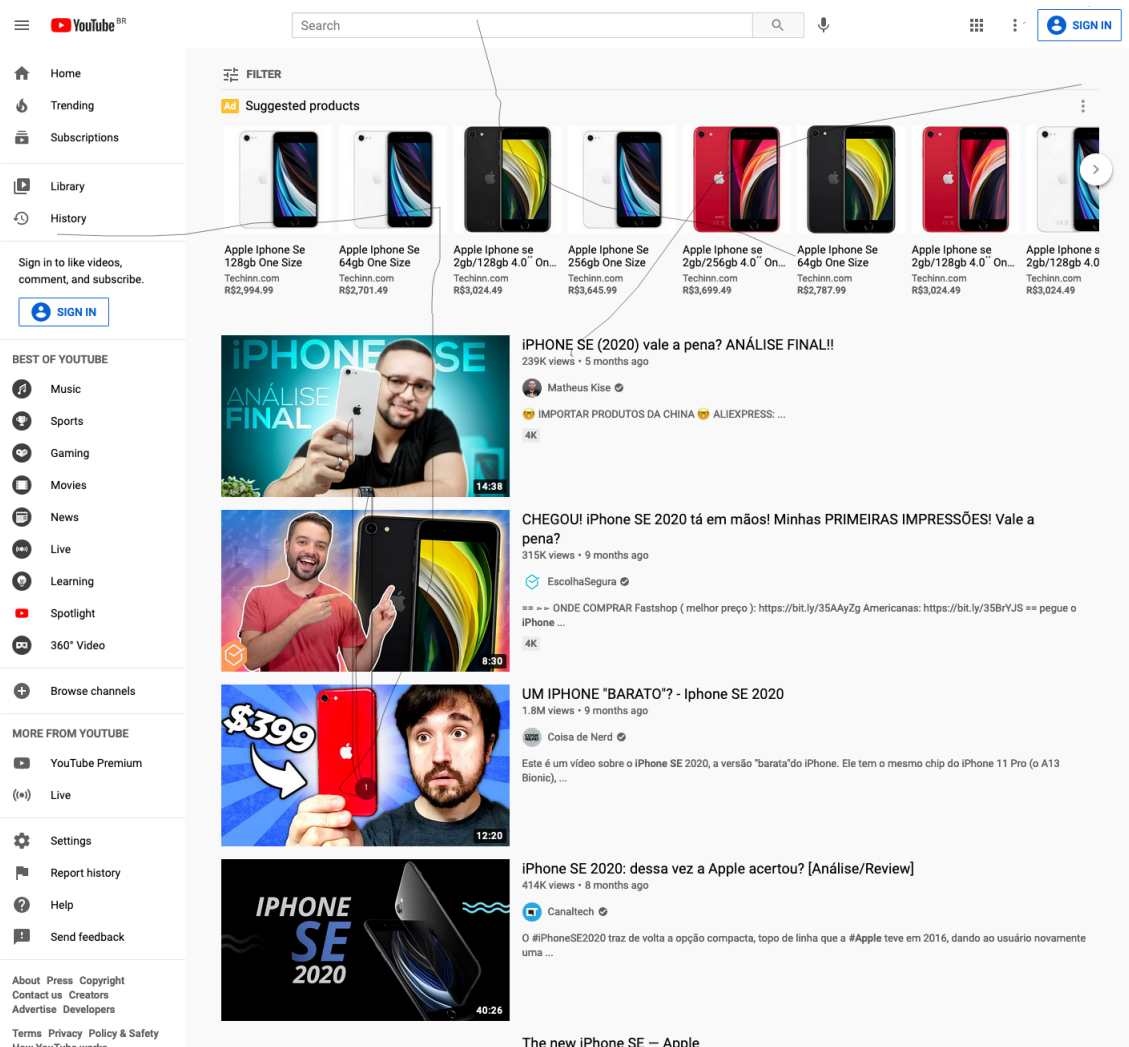 YouTube BR
Search
SIGN IN
Home
Trending
Subscriptions
Library
History
Sign in to like videos,
comment, and subscribe.
SIGN IN
BEST OF YOUTUBE
Music
Sports
Gaming
Movies
News
Live
Learning
Spotlight
360° Video
Browse channels
MORE FROM YOUTUBE
YouTube Premium
Live
Settings
Report history
Help
Send feedback
About Press Copyright
Contact us Creators
Advertise Developers
Terms Privacy Policy & Safety
How YouTube works
FILTER
Ad Suggested products
Apple Iphone Se
128gb One Size
Techinn.com
R$2,994.99
Apple Iphone Se
64gb One Size
Techinn.com
R$2,701.49
Apple Iphone se
2gb/128gb 4.0´´ On...
Techinn.com
R$3,024.49
Apple Iphone Se
256gb One Size
Techinn.com
R$3,645.99
Apple Iphone se
2gb/256gb 4.0´´ On...
Techinn.com
R$3,699.49
Apple Iphone Se
64gb One Size
Techinn.com
R$2,787.99
Apple Iphone se
2gb/128gb 4.0´´ On...
Techinn.com
R$3,024.49
Apple Iphone s
2gb/128gb 4.0
Techinn.com
R$3,024.49
iPHONE SE
ANÁLISE
FINAL
14:38
iPHONE SE (2020) vale a pena? ANÁLISE FINAL!!
239K views • 5 months ago
Matheus Kise
🤓 IMPORTAR PRODUTOS DA CHINA 🤓 ALIEXPRESS: ...
4K
8:30
CHEGOU! iPhone SE 2020 tá em mãos! Minhas PRIMEIRAS IMPRESSÕES! Vale a
pena?
315K views • 9 months ago
EscolhaSegura
== ►► ONDE COMPRAR Fastshop ( melhor preço ): https://bit.ly/35AAyZg Americanas: https://bit.ly/35BrYJS == pegue o
iPhone ...
4K
$399
1
12:20
UM IPHONE "BARATO"? - Iphone SE 2020
1.8M views • 9 months ago
Coisa de Nerd
Este é um vídeo sobre o iPhone SE 2020, a versão "barata"do iPhone. Ele tem o mesmo chip do iPhone 11 Pro (o A13
Bionic), ...
IPHONE
SE
2020
40:26
iPhone SE 2020: dessa vez a Apple acertou? [Análise/Review]
414K views • 8 months ago
Canaltech
O #iPhoneSE2020 traz de volta a opção compacta, topo de linha que a #Apple teve em 2016, dando ao usuário novamente
uma ...
The new iPhone SE — Apple